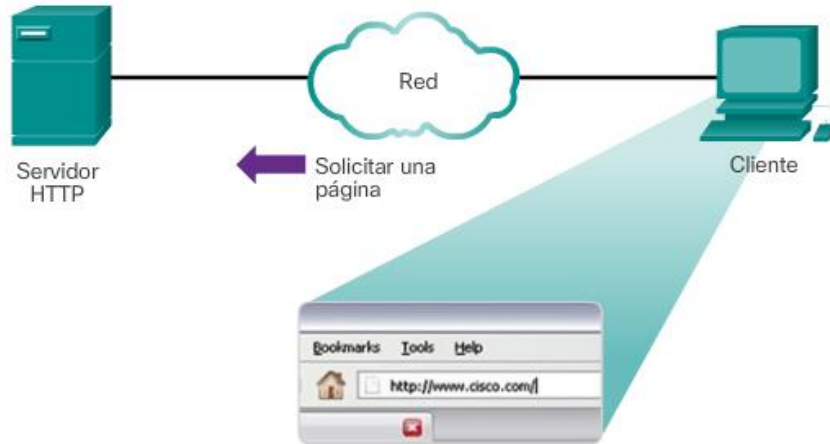 Red
Servidor
HTTP
Solicitar una
página
Cliente
Bookmarks Tools Help
http://www.cisco.com/